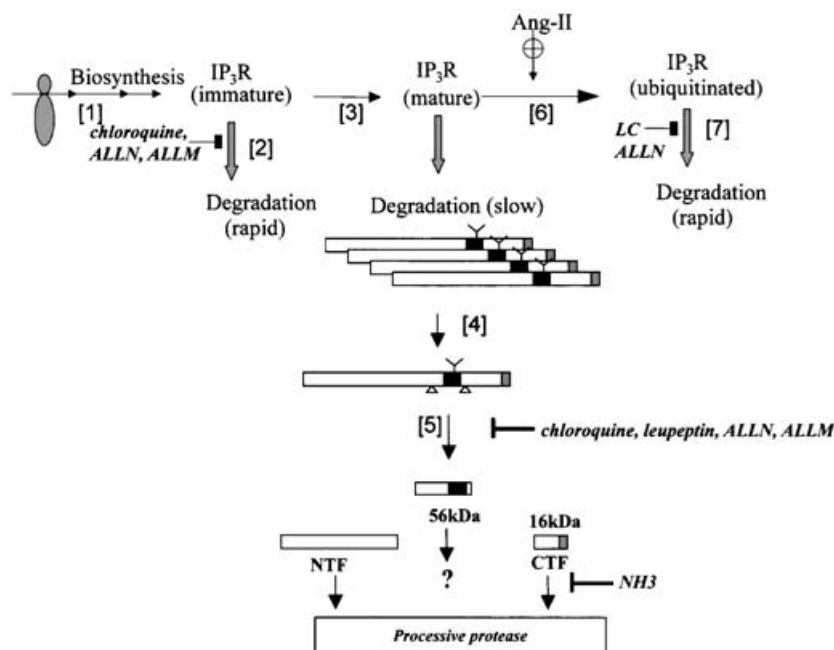 Ang-II
Biosynthesis
[1]
IP3R
(immature)
[3]
IP3R
(mature)
[6]
IP3R
(ubiquitinated)
chloroquine,
ALLN, ALLM
[2]
LC
ALLN
[7]
Degradation
(rapid)
Degradation (slow)
Degradation
(rapid)
[4]
[5]
chloroquine, leupeptin, ALLN, ALLM
56kDa
16kDa
NTF
?
CTF
NH3
Processive protease